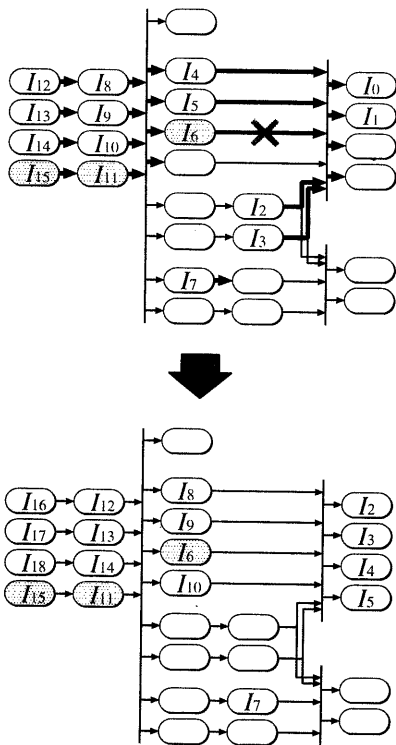 I4
I12 I8 I0
I5
I13 I9 I1
I6
I14 I10
I15 I11
I2
I3
I7
I16 I12 I8 I2
I17 I13 I9 I3
I18 I14 I6 I4
I15 I11 I10 I5
I7